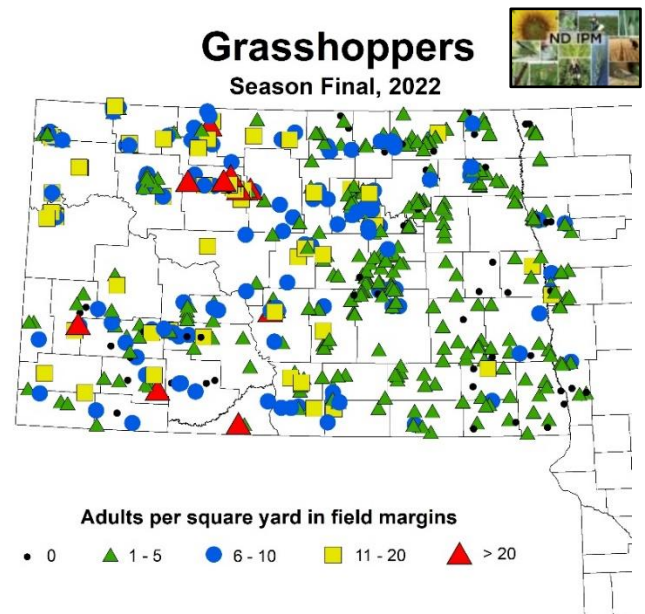 ND IPM
Grasshoppers
Season Final, 2022
Adults per square yard in field margins
0 1 - 5 6 - 10 11 - 20 > 20